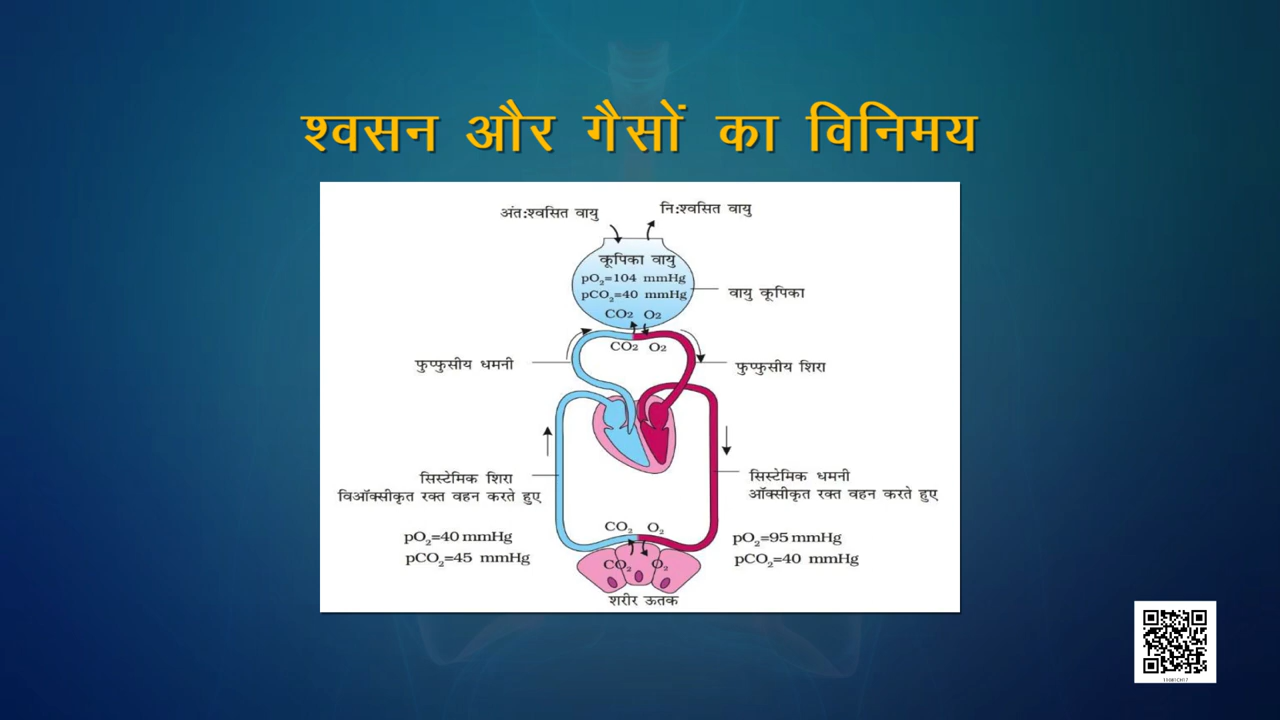 श्वसन और गैसों का विनिमय
अंत:श्वसित वायु
नि:श्वसित वायु
कूपिका वायु
pO₂=104 mmHg
pCO₂=40 mmHg
वायु कूपिका
CO2 O2
CO2 O2
फुप्फुसीय धमनी
फुप्फुसीय शिरा
सिस्टेमिक शिरा
विऑक्सीकृत रक्त वहन करते हुए
सिस्टेमिक धमनी
ऑक्सीकृत रक्त वहन करते हुए
pO₂=40 mmHg
pCO₂=45 mmHg
CO₂ O₂
pO₂=95 mmHg
pCO₂=40 mmHg
CO₂ O₂
शरीर ऊतक